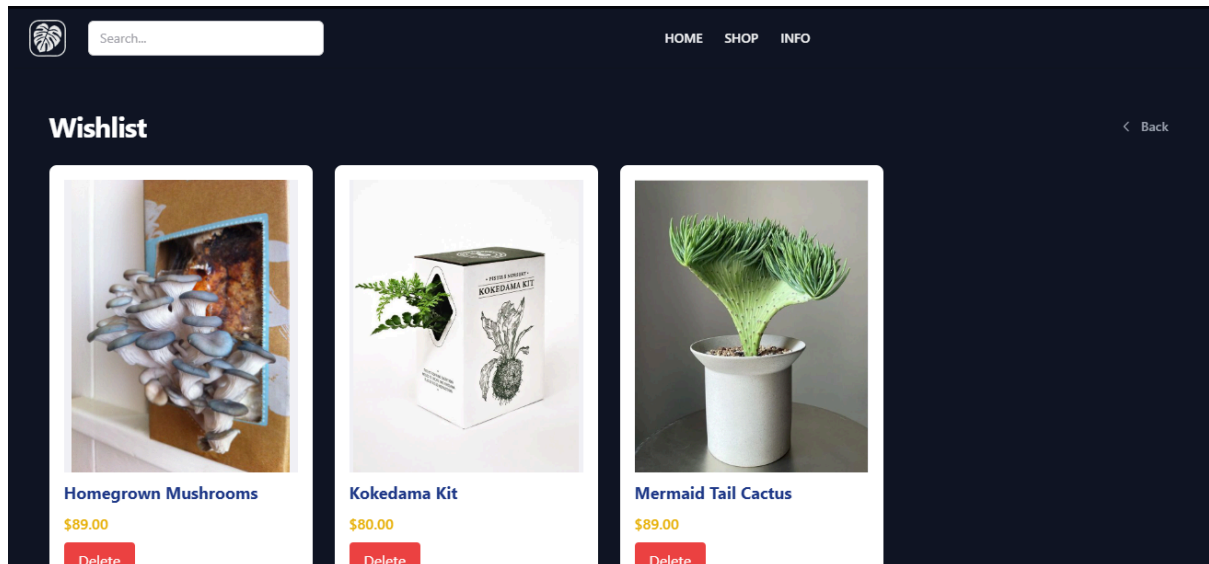 Search...
HOME SHOP INFO
Wishlist
Back
KOKEDAMA KIT
Homegrown Mushrooms
Kokedama Kit
Mermaid Tail Cactus
$89.00
$80.00
$89.00
Delete
Delete
Delete